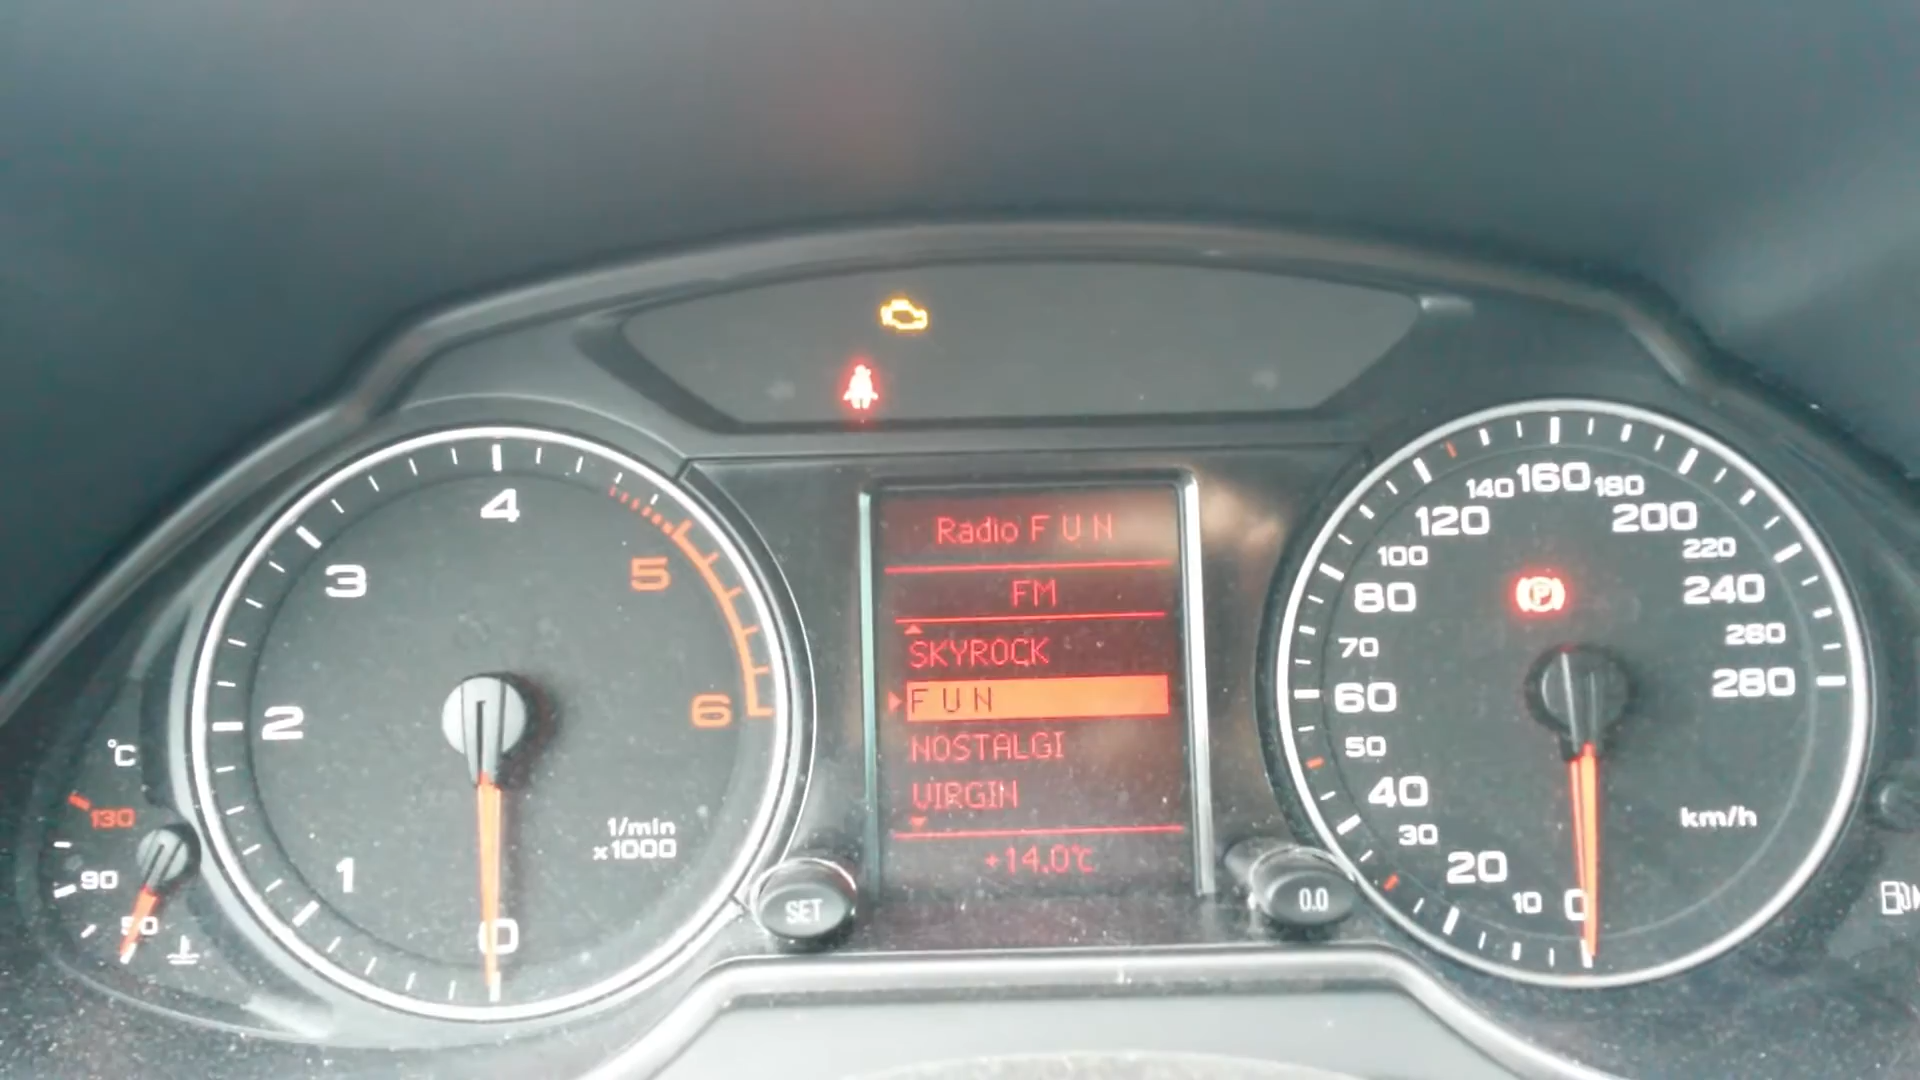 4
3
5
2
6
1
0
1/min
x1000
°C
130
90
50
SET
Radio F U N
FM
SKYROCK
F U N
NOSTALGI
VIRGIN
+14.0°C
0.0
140 160 180
120 200
100 220
80 P 240
70 260
60 280
50
40
30
20
10 0
km/h